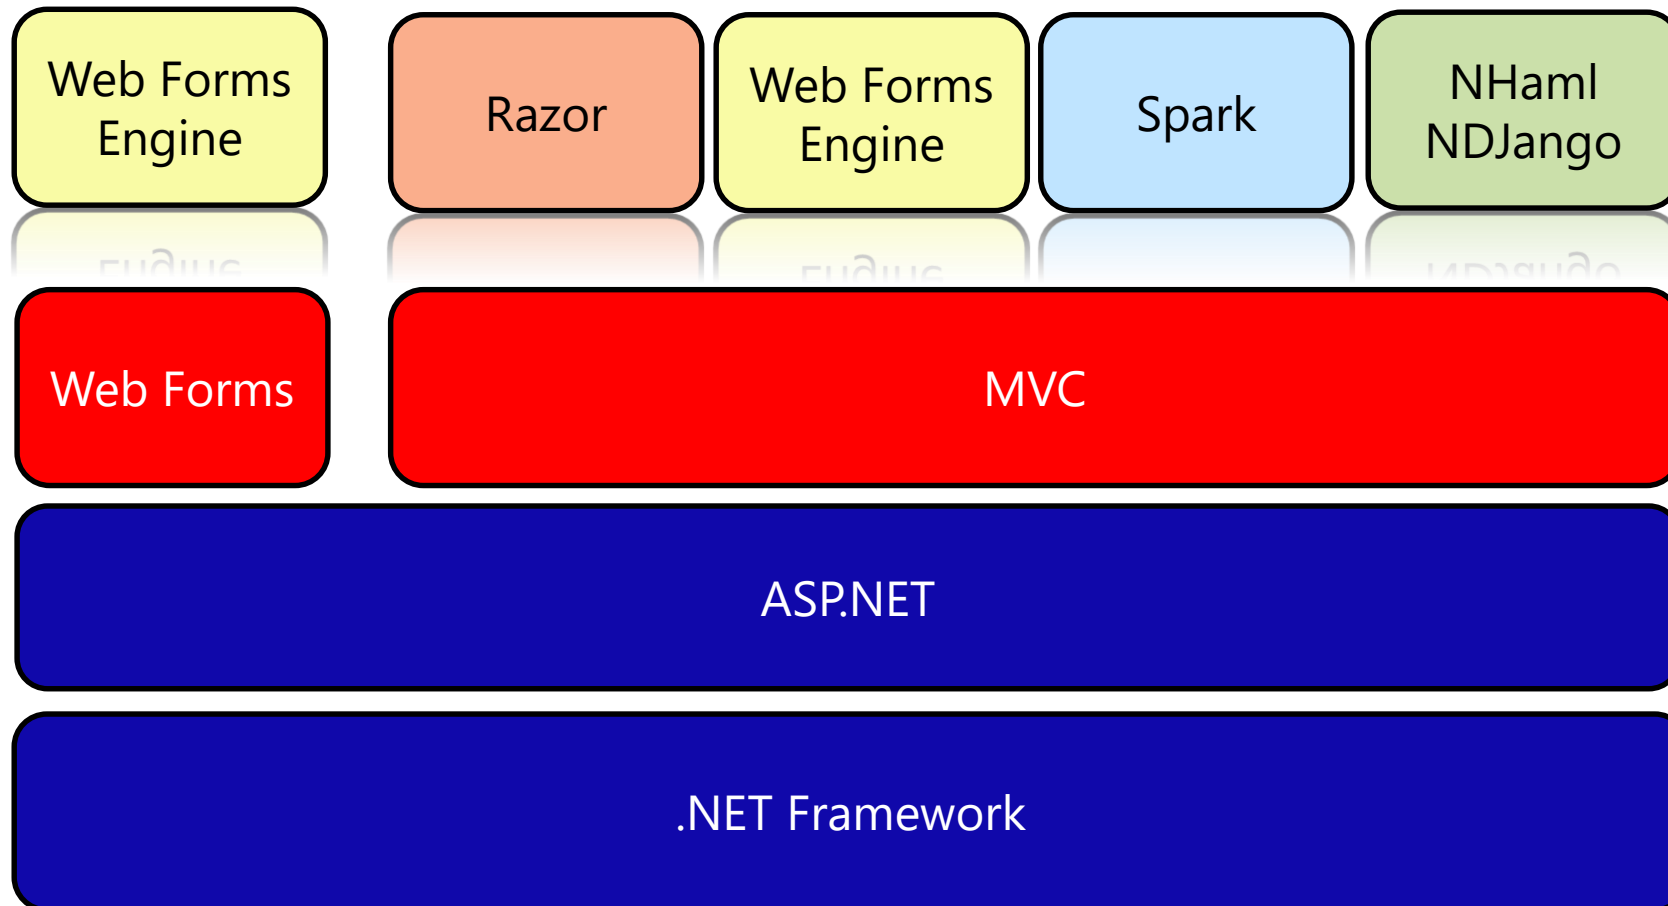 Web Forms
Engine
Razor
Web Forms
Engine
Spark
NHaml
NDJango
Web Forms
MVC
ASP.NET
.NET Framework